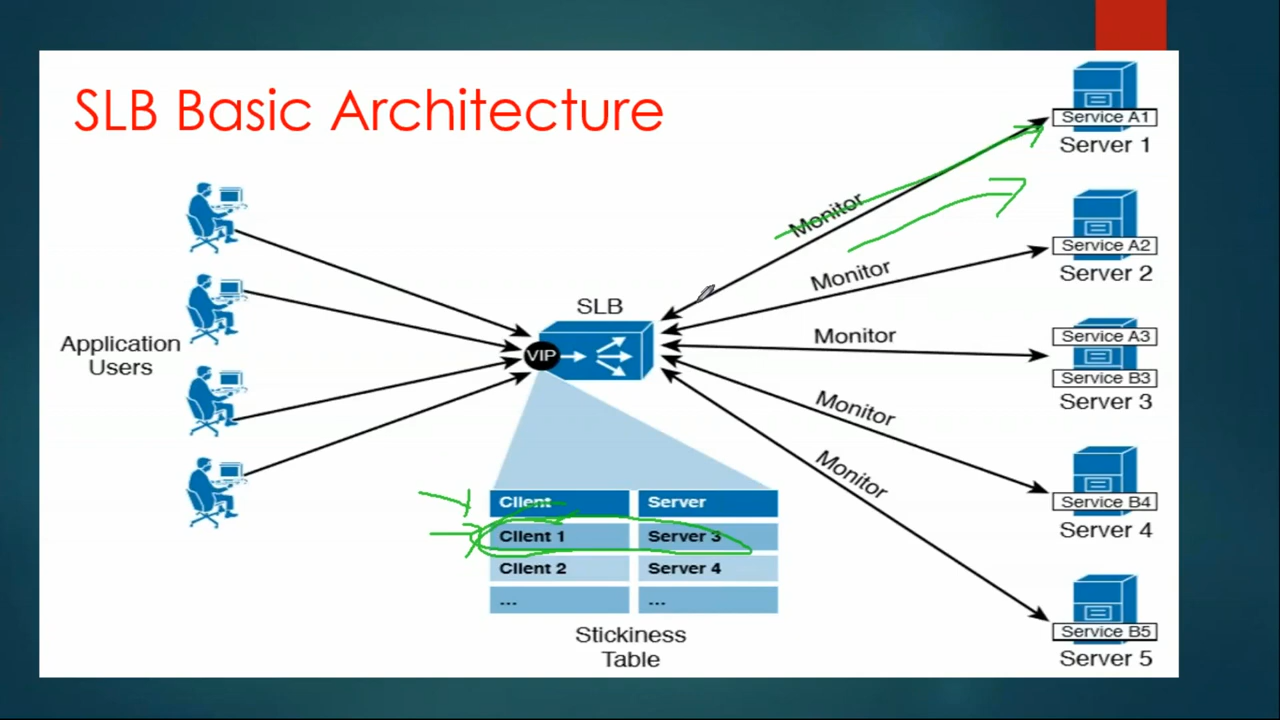 SLB Basic Architecture
Application
Users
SLB
VIP
Monitor
Monitor
Monitor
Monitor
Monitor
Service A1
Server 1
Service A2
Server 2
Service A3
Service B3
Server 3
Service B4
Server 4
Service B5
Server 5
Client Server
Client 1 Server 3
Client 2 Server 4
... ...
Stickiness
Table